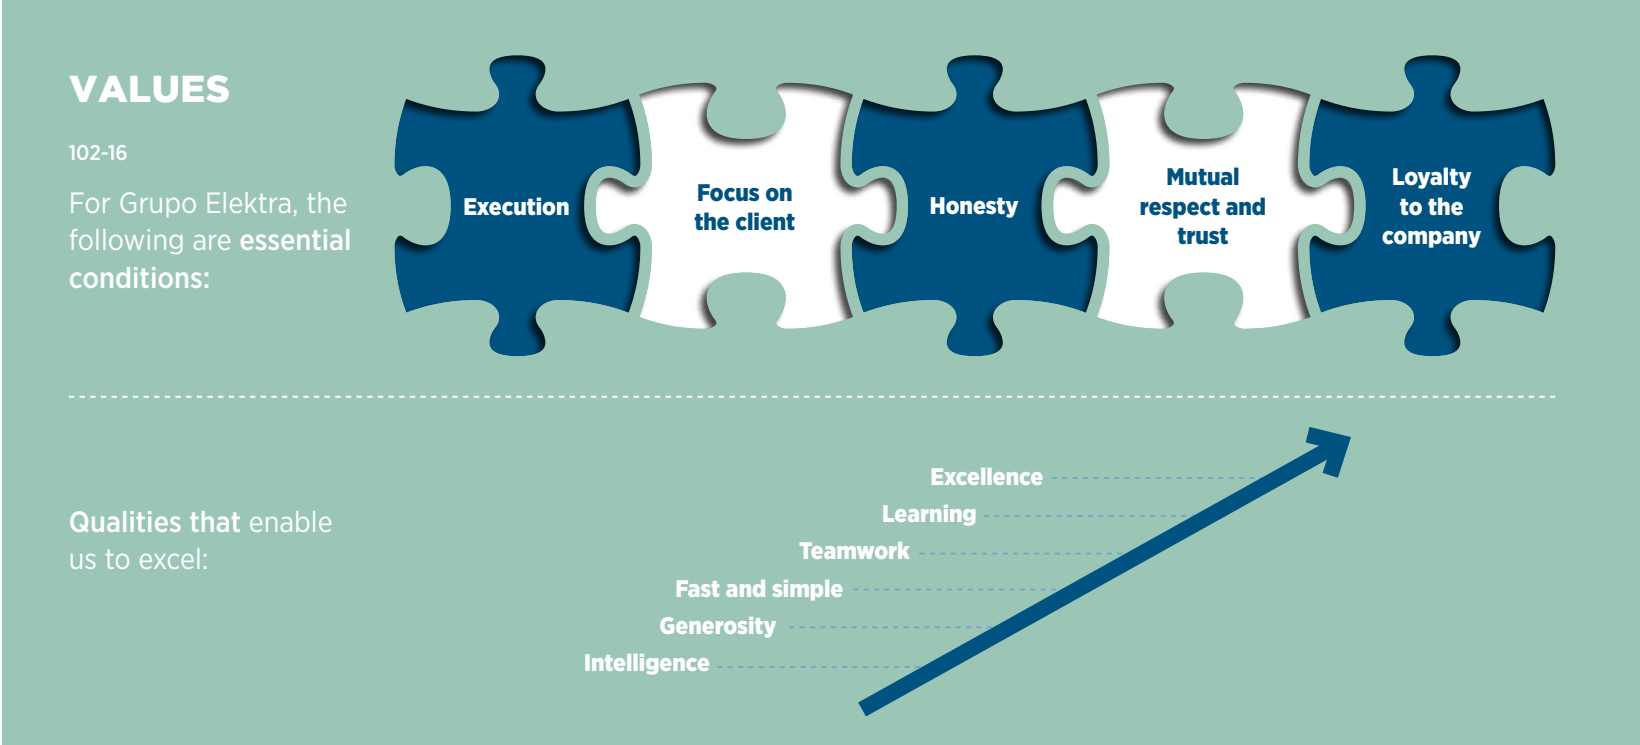 VALUES
102-16
For Grupo Elektra, the
following are essential
conditions:
Execution
Focus on
the client
Honesty
Mutual
respect and
trust
Loyalty
to the
company
Qualities that enable
us to excel:
Excellence
Learning
Teamwork
Fast and simple
Generosity
Intelligence